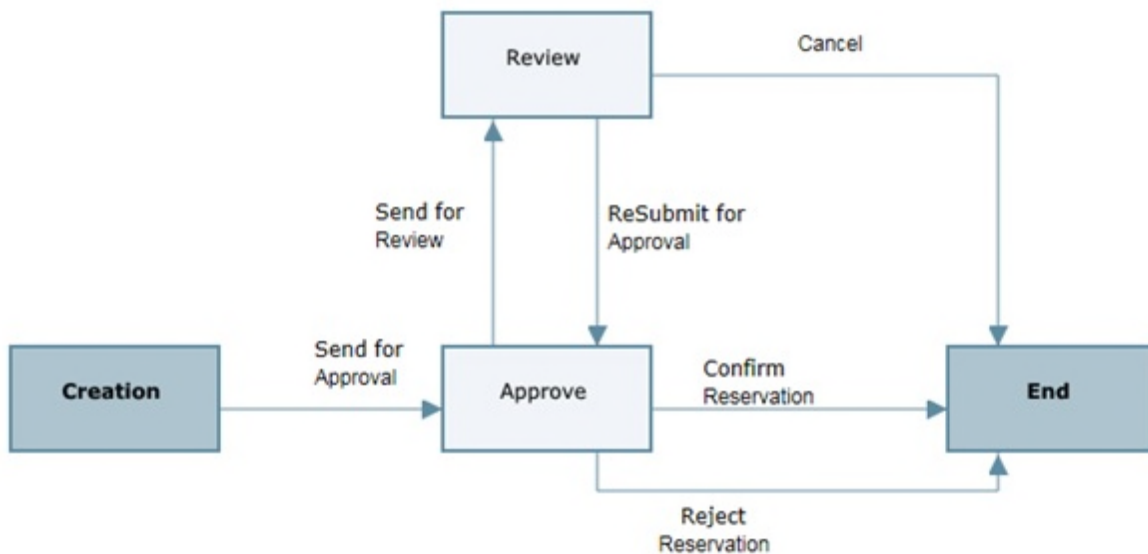 Review
Cancel
Send for
Review
ReSubmit for
Approval
Creation
Send for
Approval
Approve
Confirm
Reservation
End
Reject
Reservation